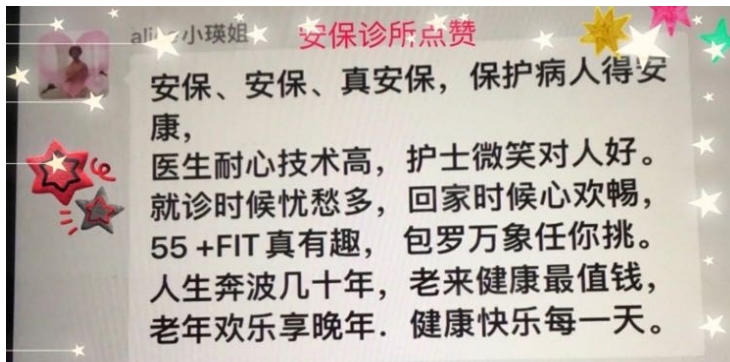 alice小瑛姐
安保诊所点赞
安保、安保、真安保，保护病人得安
康，
医生耐心技术高，护士微笑对人好。
就诊时候忧愁多，回家时候心欢畅，
55 +FIT真有趣，包罗万象任你挑。
人生奔波几十年，老来健康最值钱，
老年欢乐享晚年．健康快乐每一天。